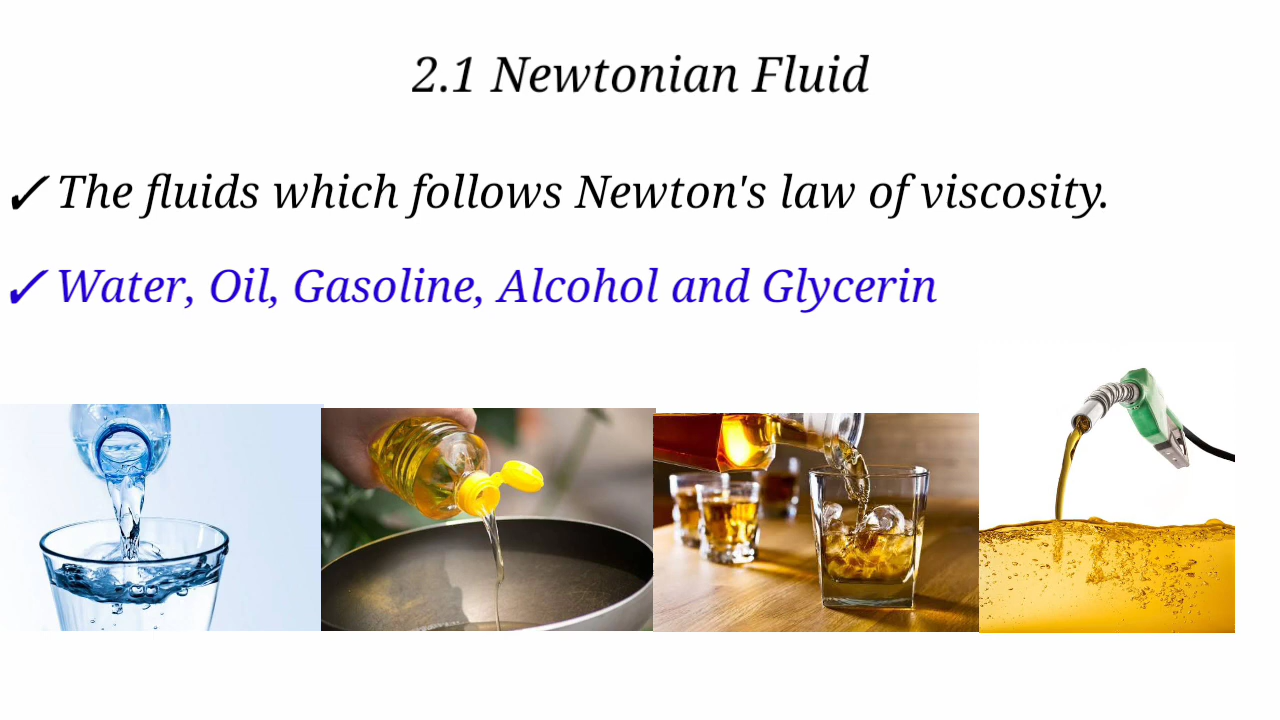 2.1 Newtonian Fluid
✓ The fluids which follows Newton's law of viscosity.
✓ Water, Oil, Gasoline, Alcohol and Glycerin